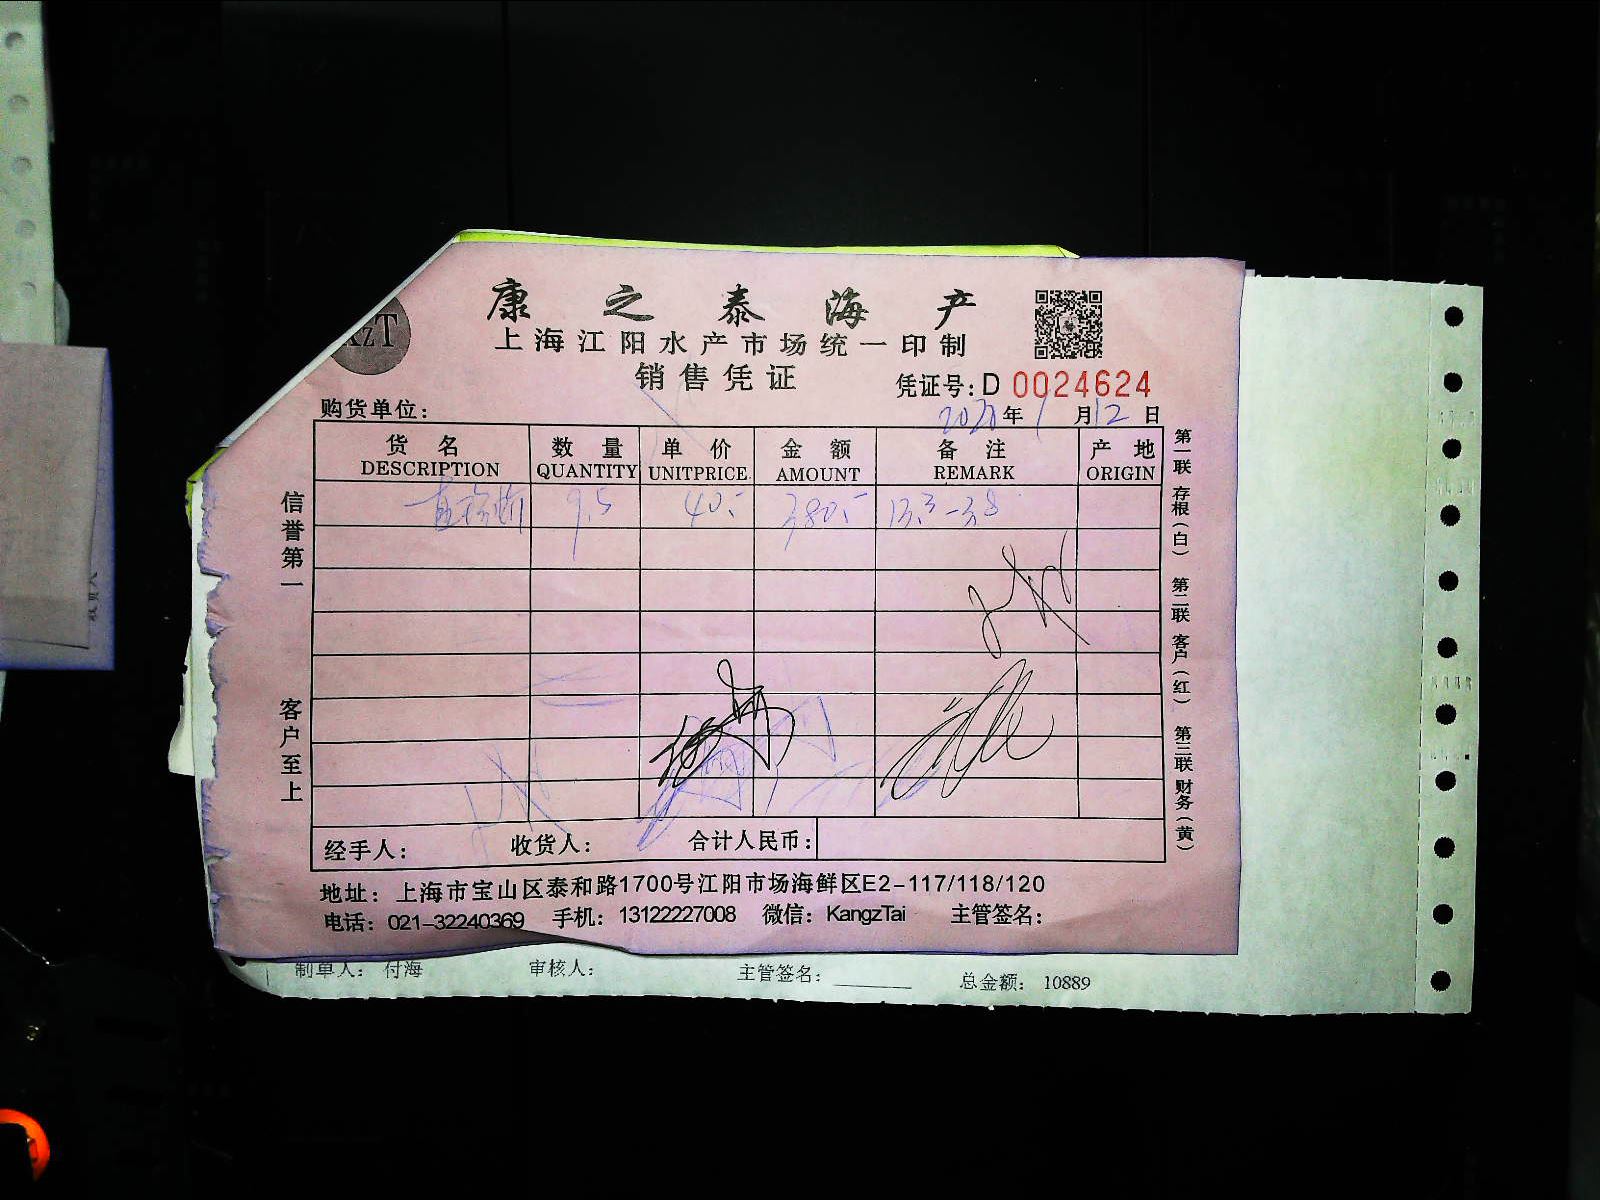 康之泰海产
上海江阳水产市场统一印制
销售凭证
凭证号:D 0024624
购货单位:
年1月12日
货名 数量 单价 金额 备注 产地
DESCRIPTION QUANTITY UNITPRICE AMOUNT REMARK ORIGIN
9.5 40.- 380.- 13.3-3.8
信誉第一
客户至上
第一联 存根(白) 第二联 客户(红) 第三联 财务(黄)
经手人: 收货人: 合计人民币:
地址:上海市宝山区泰和路1700号江阳市场海鲜区E2-117/118/120
电话:021-32240369 手机:13122227008 微信:KangzTai 主管签名:
制单人: 付海 审核人: 主管签名: 总金额: 10889